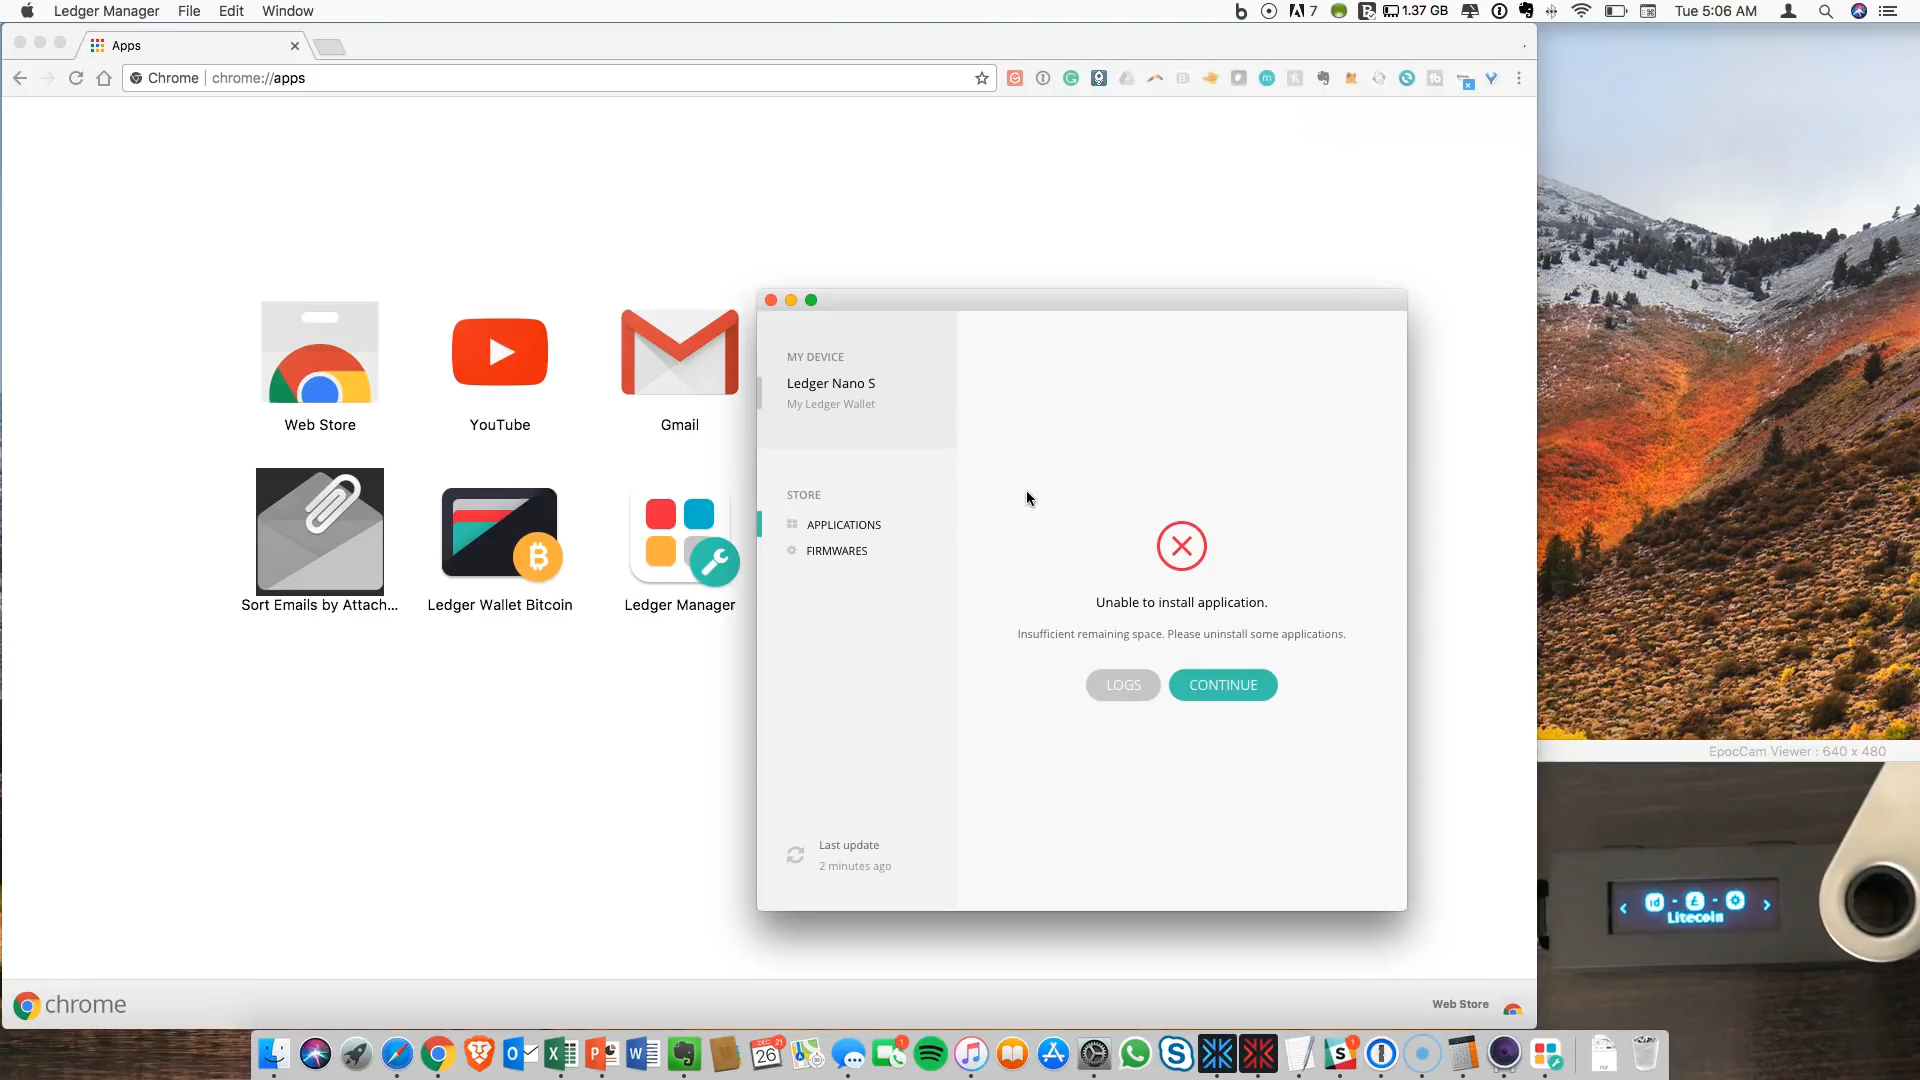 Ledger Manager File Edit Window
7 1.37 GB Tue 5:06 AM
Apps
Chrome chrome://apps
Web Store
YouTube
Gmail
Sort Emails by Attach...
Ledger Wallet Bitcoin
Ledger Manager
MY DEVICE
Ledger Nano S
My Ledger Wallet
STORE
APPLICATIONS
FIRMWARES
Unable to install application.
Insufficient remaining space. Please uninstall some applications.
LOGS CONTINUE
Last update
2 minutes ago
EpocCam Viewer : 640 x 480
Litecoin
chrome
Web Store
DEC 21
26